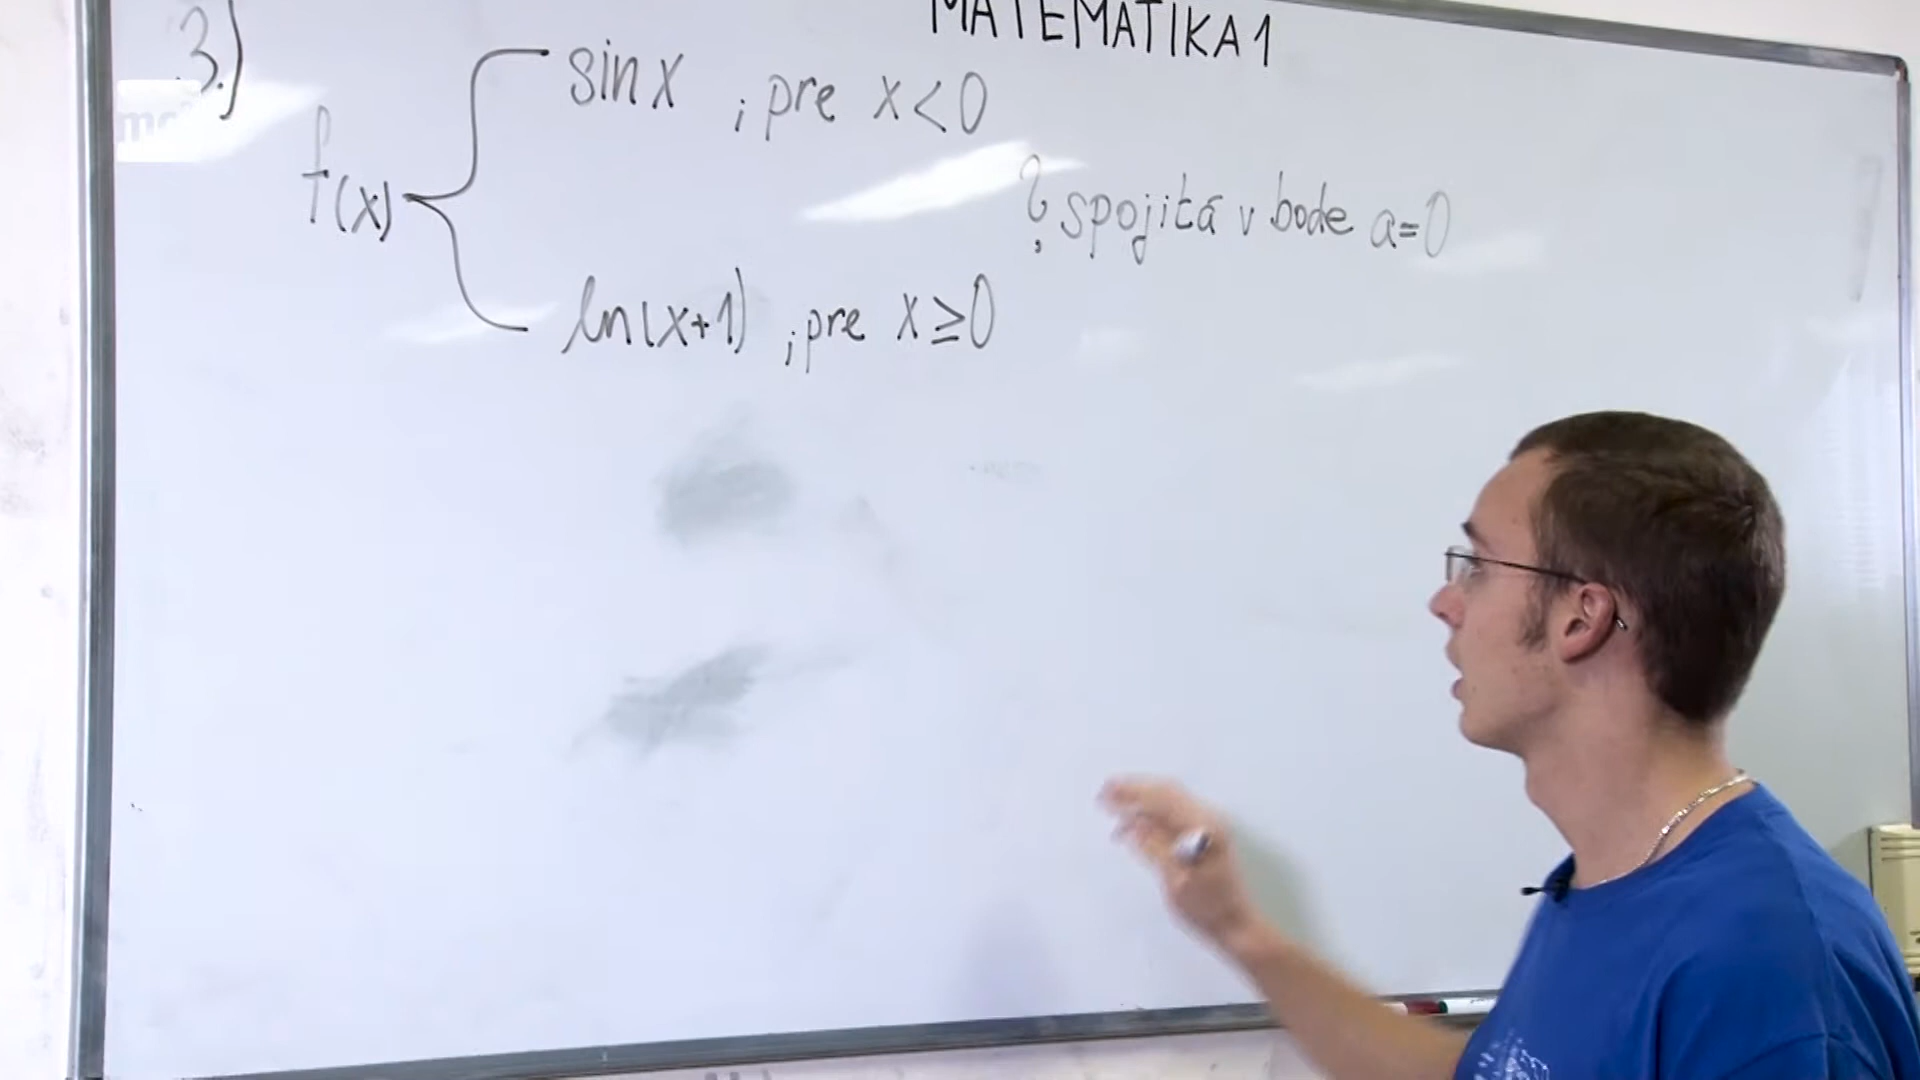 MATEMATIKA 1
3.)
sin x ; pre x < 0
f(x)
? spojitá v bode a=0
ln(x+1) ; pre x ≥ 0